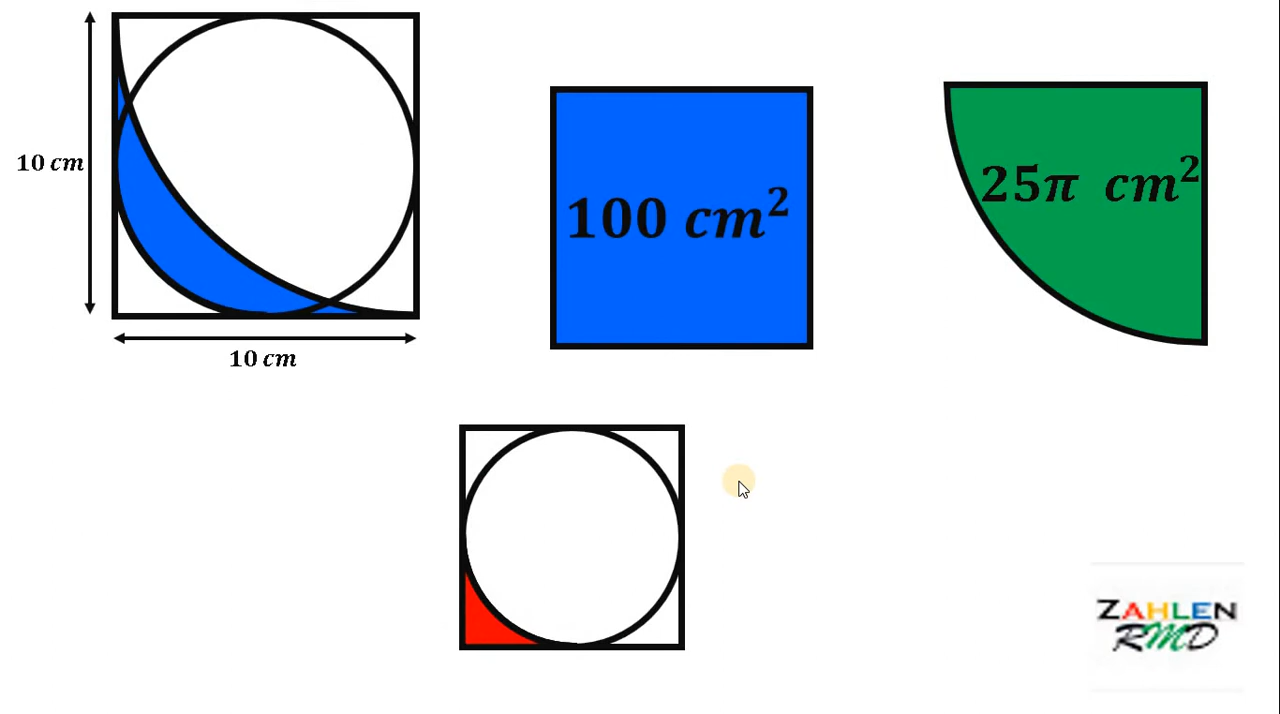 10 cm
10 cm
100 cm²
25π cm²
ZAHLEN
RMD